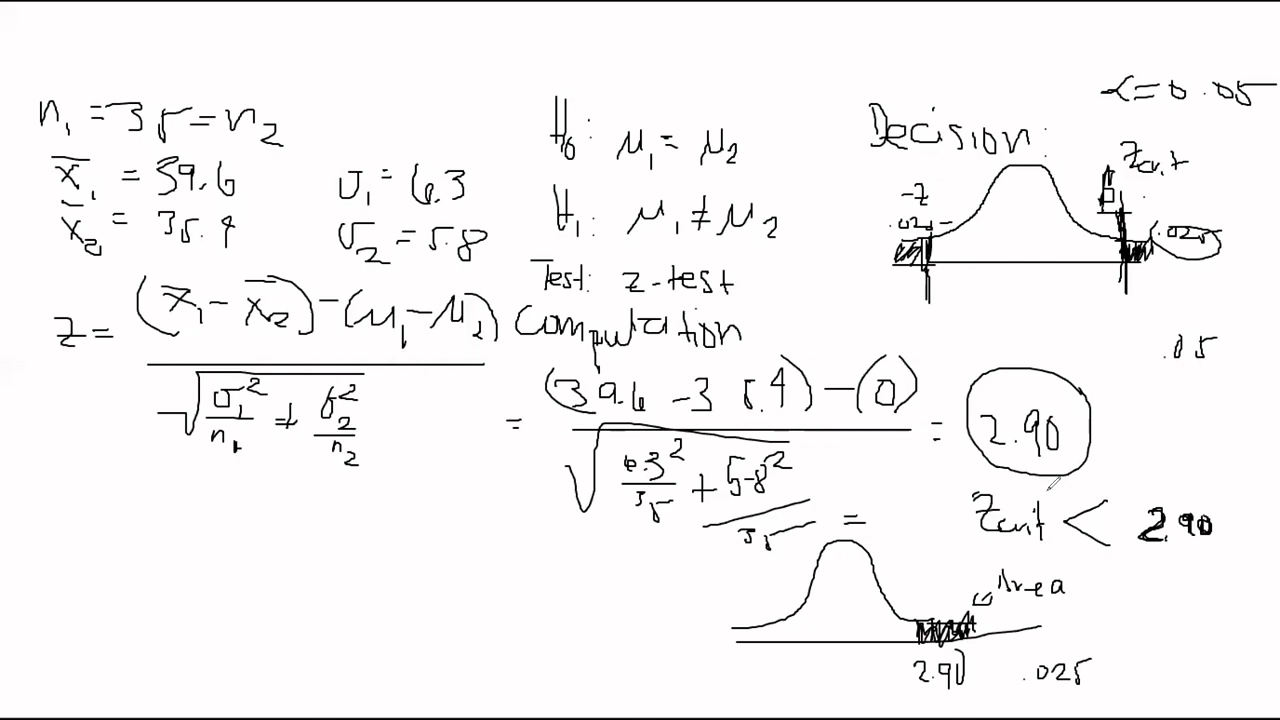 n₁ = 35 = n₂
x̄₁ = 39.6
x̄₂ = 35.4
σ₁ = 6.3
σ₂ = 5.8
z = (x̄₁ - x̄₂) - (μ₁ - μ₂)
√ σ₁²/n₁ + σ₂²/n₂
H₀: μ₁ = μ₂
H₁: μ₁ ≠ μ₂
Test: z-test
Computation
= (39.6 - 35.4) - (0) = 2.90
√ 6.3²/35 + 5.8²/35 =
α = 0.05
Decision:
Zcrit
-z
.025
.025
.05
Zcrit < 2.90
Area
2.90 .025